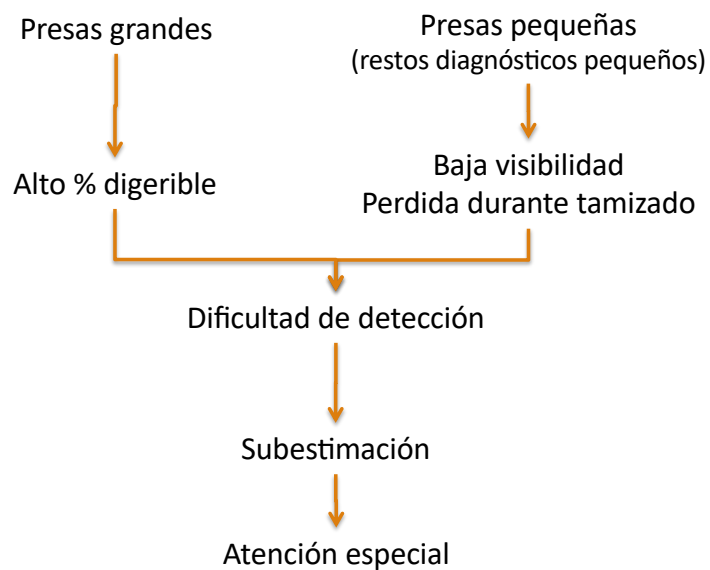 Presas grandes
Presas pequeñas
(restos diagnósticos pequeños)
Alto % digerible
Baja visibilidad
Perdida durante tamizado
Dificultad de detección
Subestimación
Atención especial